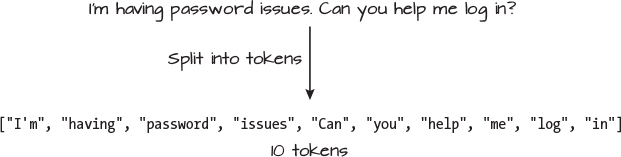 I'm having password issues. Can you help me log in?
Split into tokens
["I'm", "having", "password", "issues", "Can", "you", "help", "me", "log", "in"]
10 tokens